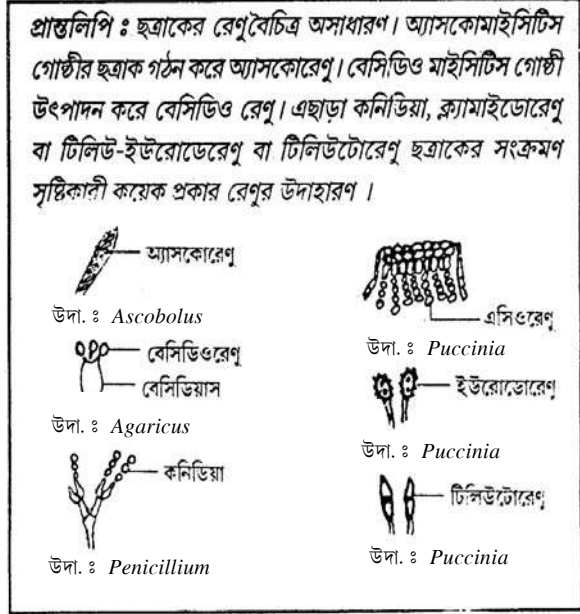 প্রান্তলিপি ঃ ছত্রাকের রেণুবৈচিত্র অসাধারণ। অ্যাসকোমাইসিটিস
গোষ্ঠীর ছত্রাক গঠন করে অ্যাসকোরেণু। বেসিডিও মাইসিটিস গোষ্ঠী
উৎপাদন করে বেসিডিও রেণু। এছাড়া কনিডিয়া, ক্ল্যামাইডোরেণু
বা টিলিউ-ইউরোডেরেণু বা টিলিউটোরেণু ছত্রাকের সংক্রমণ
সৃষ্টিকারী কয়েক প্রকার রেণুর উদাহারণ ।
অ্যাসকোরেণু
উদা. ঃ Ascobolus
বেসিডিওরেণু
বেসিডিয়াস
উদা. ঃ Agaricus
কনিডিয়া
উদা. ঃ Penicillium
এসিওরেণু
উদা. ঃ Puccinia
ইউরোডোরেণু
উদা. ঃ Puccinia
টিলিউটোরেণু
উদা. ঃ Puccinia